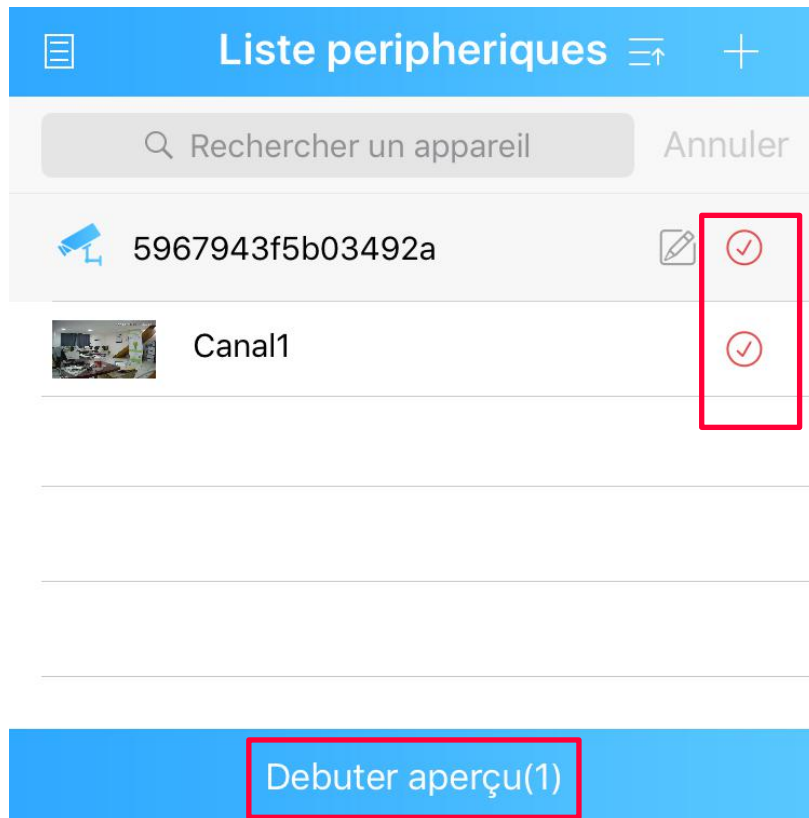 Liste peripheriques
Rechercher un appareil Annuler
5967943f5b03492a
Canal1
Debuter aperçu(1)